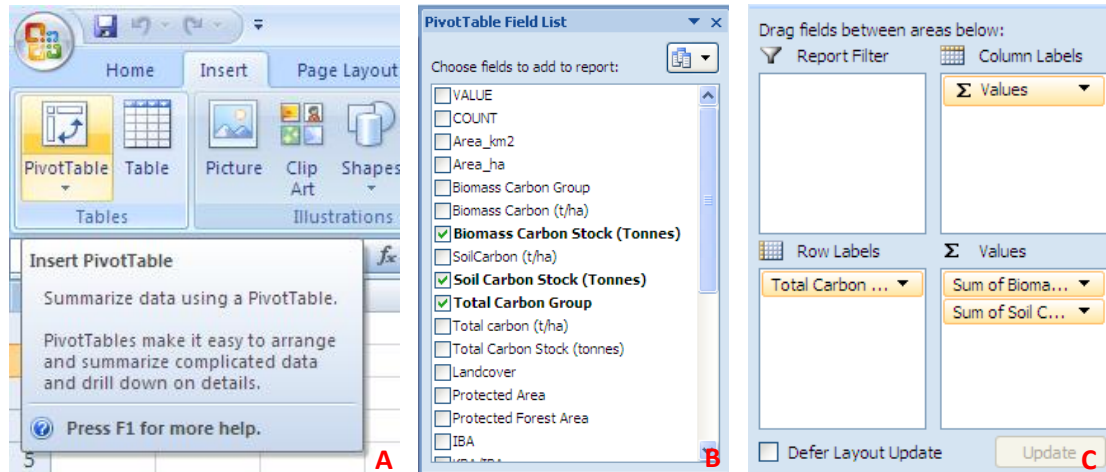 Home Insert Page Layout
PivotTable Table Picture Clip Art Shapes
Tables Illustrations
Insert PivotTable
fx
Summarize data using a PivotTable.
PivotTables make it easy to arrange
and summarize complicated data
and drill down on details.
Press F1 for more help.
5
A
PivotTable Field List
Choose fields to add to report:
VALUE
COUNT
Area_km2
Area_ha
Biomass Carbon Group
Biomass Carbon (t/ha)
Biomass Carbon Stock (Tonnes)
SoilCarbon (t/ha)
Soil Carbon Stock (Tonnes)
Total Carbon Group
Total carbon (t/ha)
Total Carbon Stock (tonnes)
Landcover
Protected Area
Protected Forest Area
IBA
B
Drag fields between areas below:
Report Filter Column Labels
Σ Values
Row Labels Σ Values
Total Carbon ... Sum of Bioma...
Sum of Soil C...
Defer Layout Update Update
C